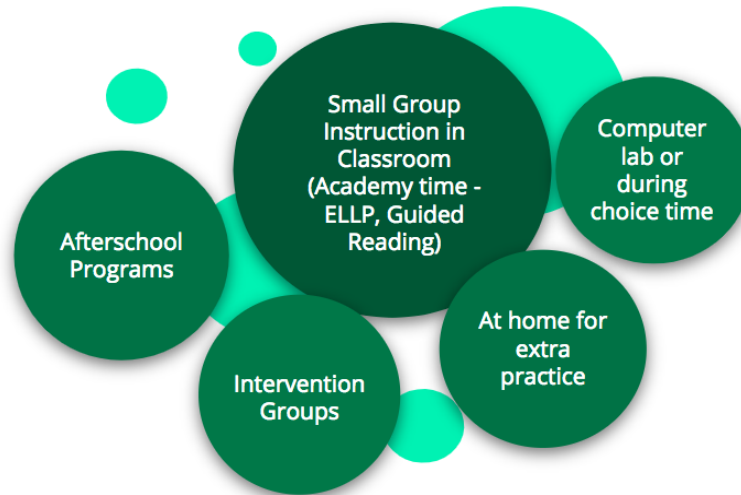 Small Group
Instruction in
Classroom
(Academy time -
ELLP, Guided
Reading)
Computer
lab or
during
choice time
Afterschool
Programs
At home for
extra
practice
Intervention
Groups